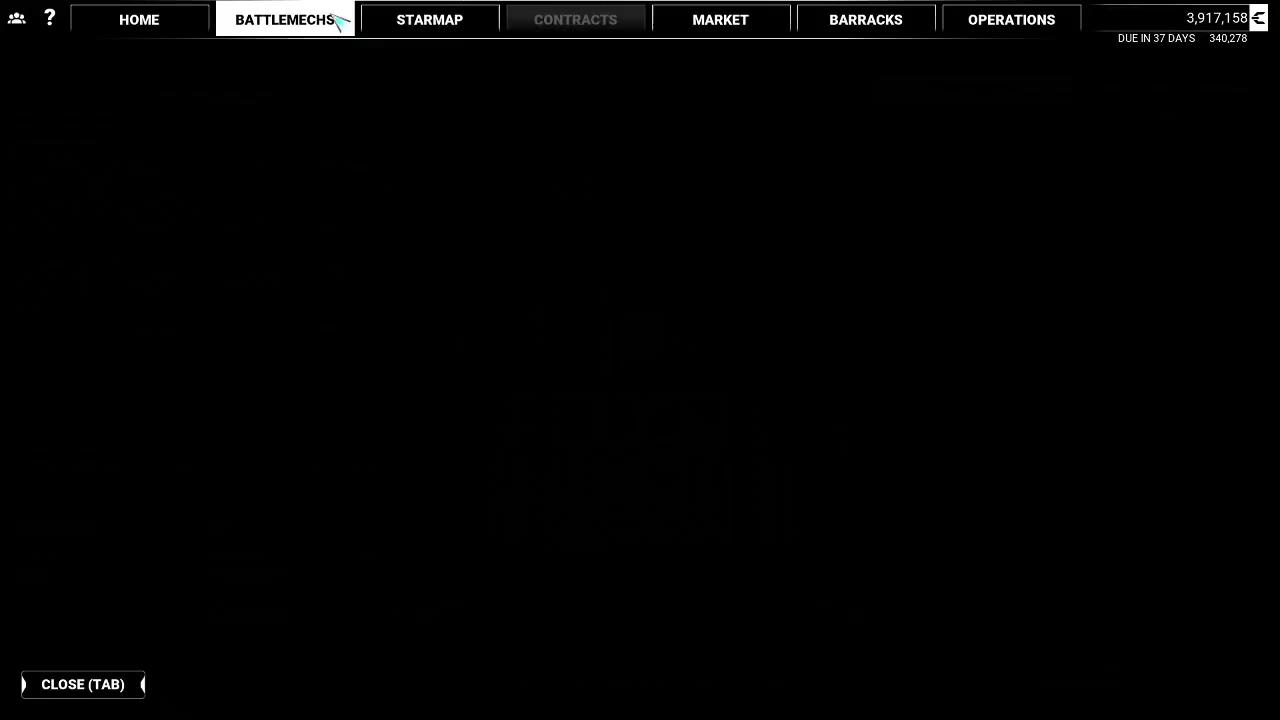 ? HOME BATTLEMECHS STARMAP CONTRACTS MARKET BARRACKS OPERATIONS 3,917,158
DUE IN 37 DAYS 340,278
CLOSE (TAB)